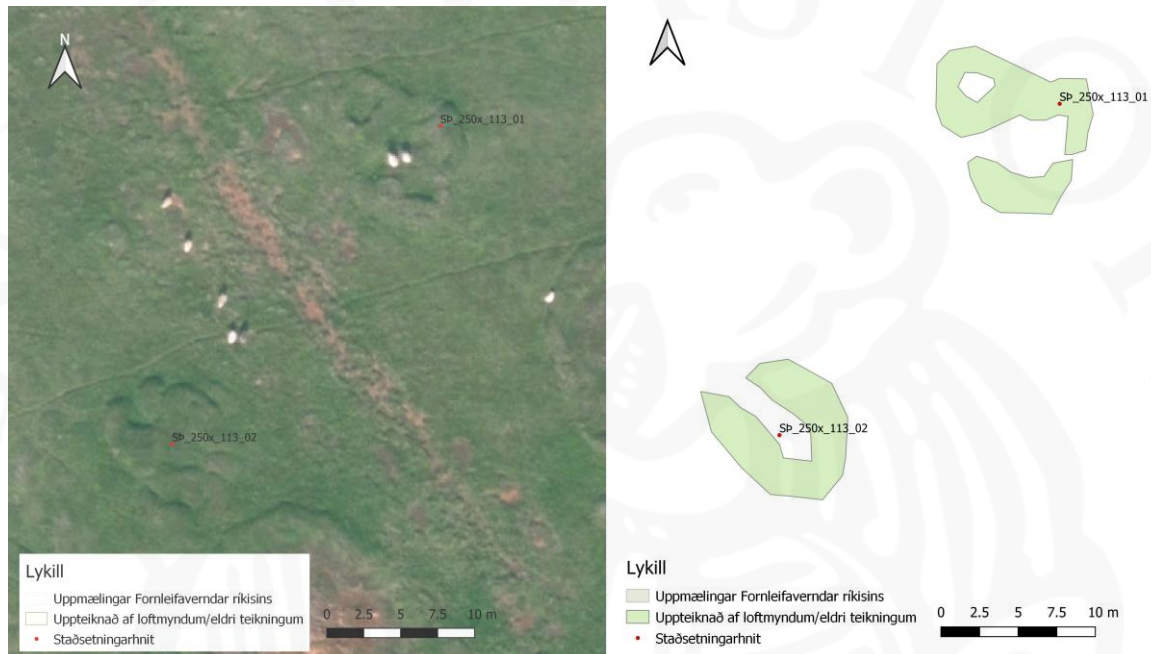 N
SÞ_250x_113_01
SÞ_250x_113_02
Lykill
Uppmælingar Fornleifaverndar ríkisins
Uppteiknað af loftmyndum/eldri teikningum
Staðsetningarhnit
0 2.5 5 7.5 10 m
SÞ_250x_113_01
SÞ_250x_113_02
Lykill
Uppmælingar Fornleifaverndar ríkisins
Uppteiknað af loftmyndum/eldri teikningum
Staðsetningarhnit
0 2.5 5 7.5 10 m